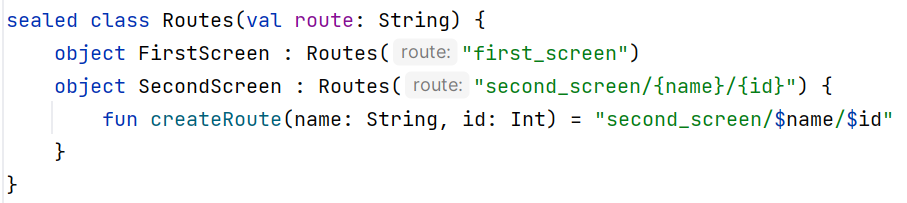 sealed class Routes(val route: String) {
    object FirstScreen : Routes( route: "first_screen")
    object SecondScreen : Routes( route: "second_screen/{name}/{id}") {
        fun createRoute(name: String, id: Int) = "second_screen/$name/$id"
    }
}